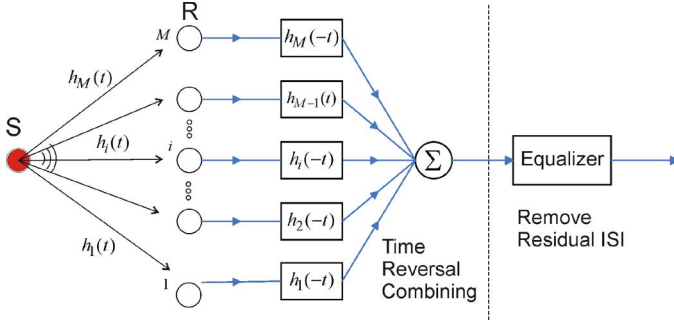 R
M
h_M(-t)
h_M(t)
h_{M-1}(t)
S
h_i(t)
i
h_i(-t)
Σ
Equalizer
h_2(-t)
h_1(t)
Time
Reversal
Combining
Remove
Residual ISI
1
h_1(-t)